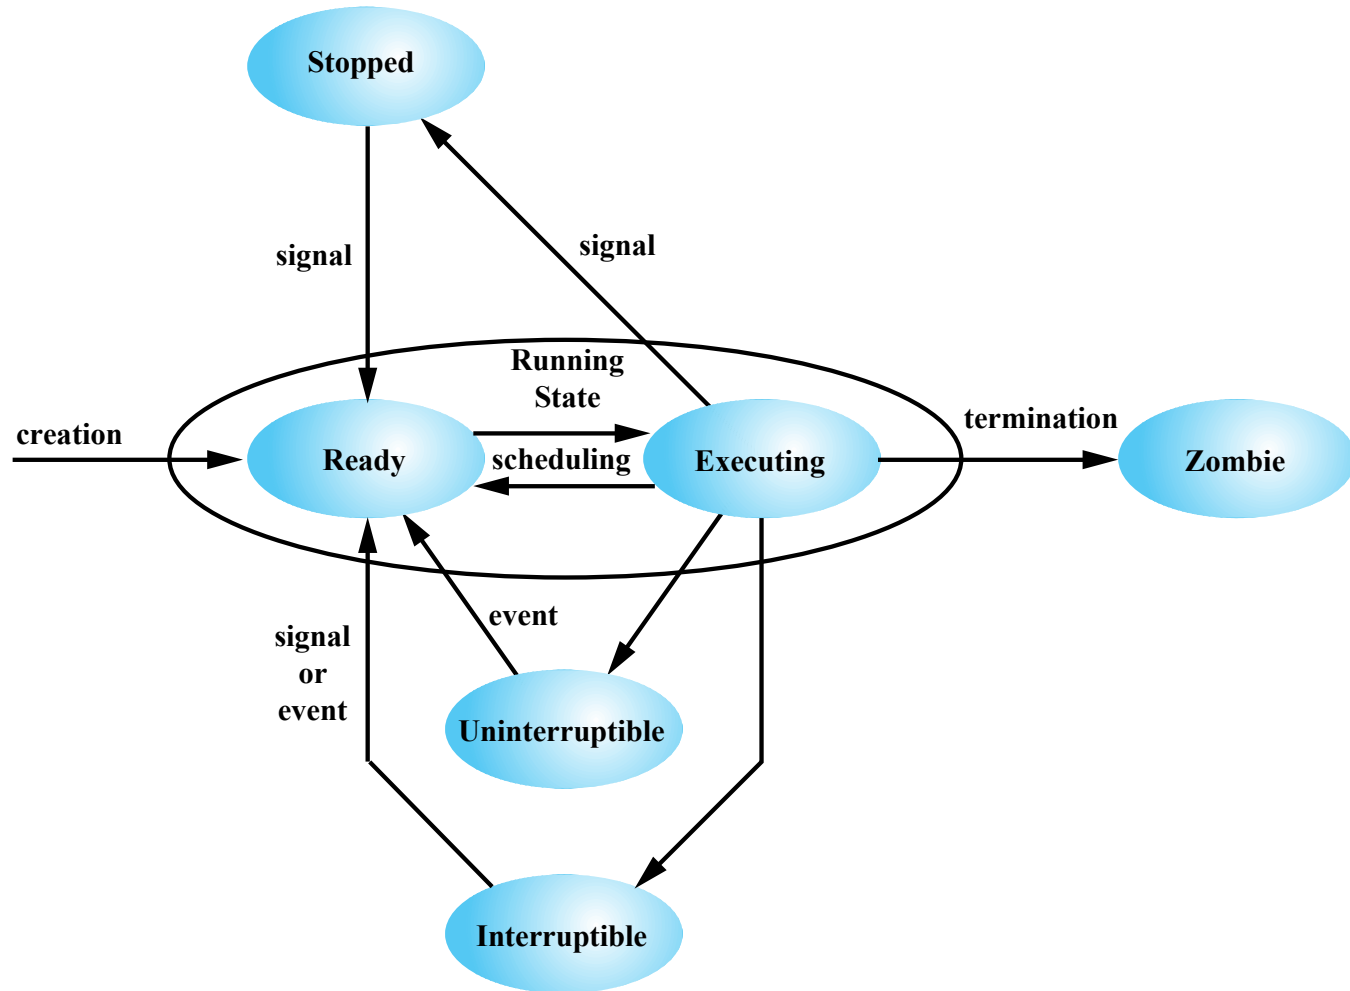 Stopped
signal
signal
Running
State
creation
Ready
scheduling
Executing
termination
Zombie
signal
or
event
event
Uninterruptible
Interruptible